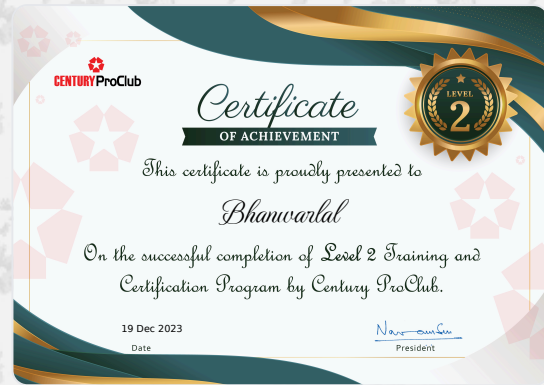 CENTURY ProClub
Certificate
OF ACHIEVEMENT
LEVEL
2
This certificate is proudly presented to
Bhanwarlal
On the successful completion of Level 2 Training and
Certification Program by Century ProClub.
19 Dec 2023
Date
President